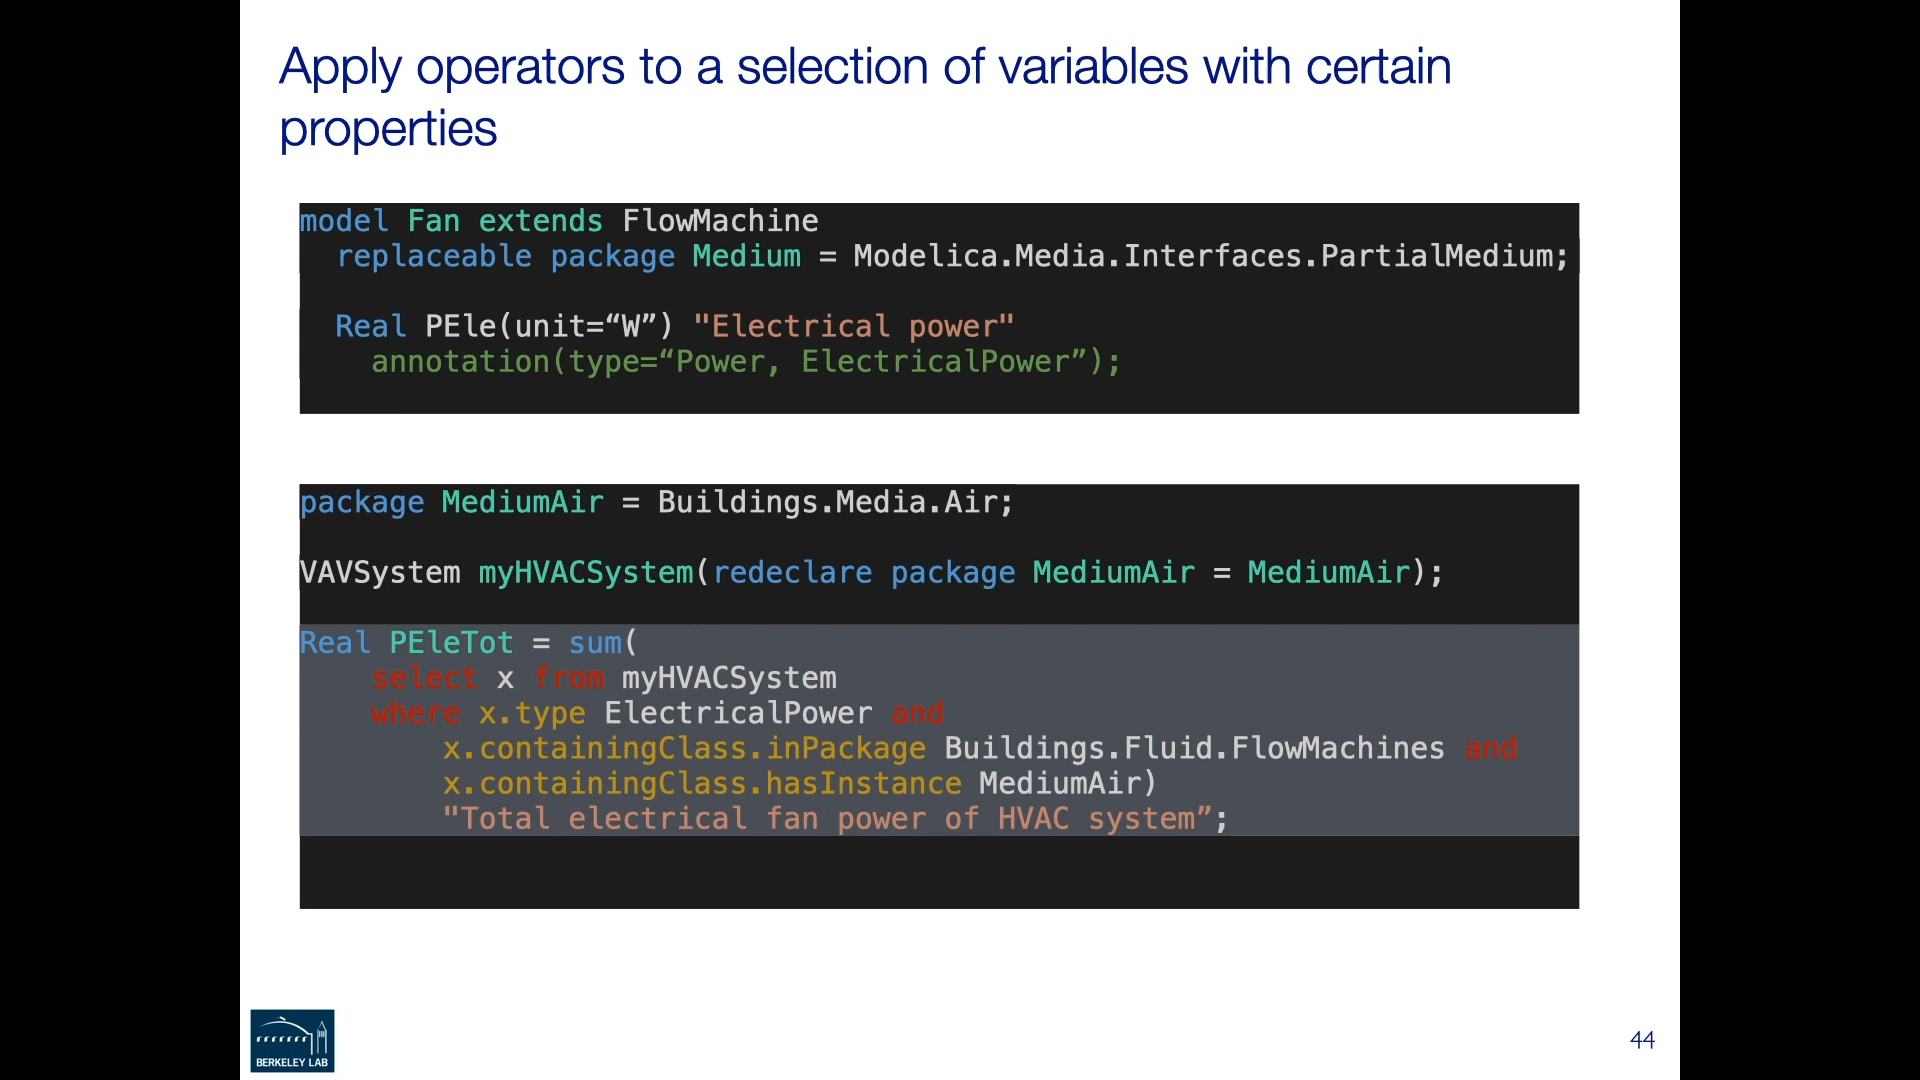 Apply operators to a selection of variables with certain
properties
model Fan extends FlowMachine
replaceable package Medium = Modelica.Media.Interfaces.PartialMedium;
Real PEle(unit=“W”) "Electrical power"
annotation(type=“Power, ElectricalPower”);
package MediumAir = Buildings.Media.Air;
VAVSystem myHVACSystem(redeclare package MediumAir = MediumAir);
Real PEleTot = sum(
select x from myHVACSystem
where x.type ElectricalPower and
x.containingClass.inPackage Buildings.Fluid.FlowMachines and
x.containingClass.hasInstance MediumAir)
"Total electrical fan power of HVAC system”;
BERKELEY LAB
44